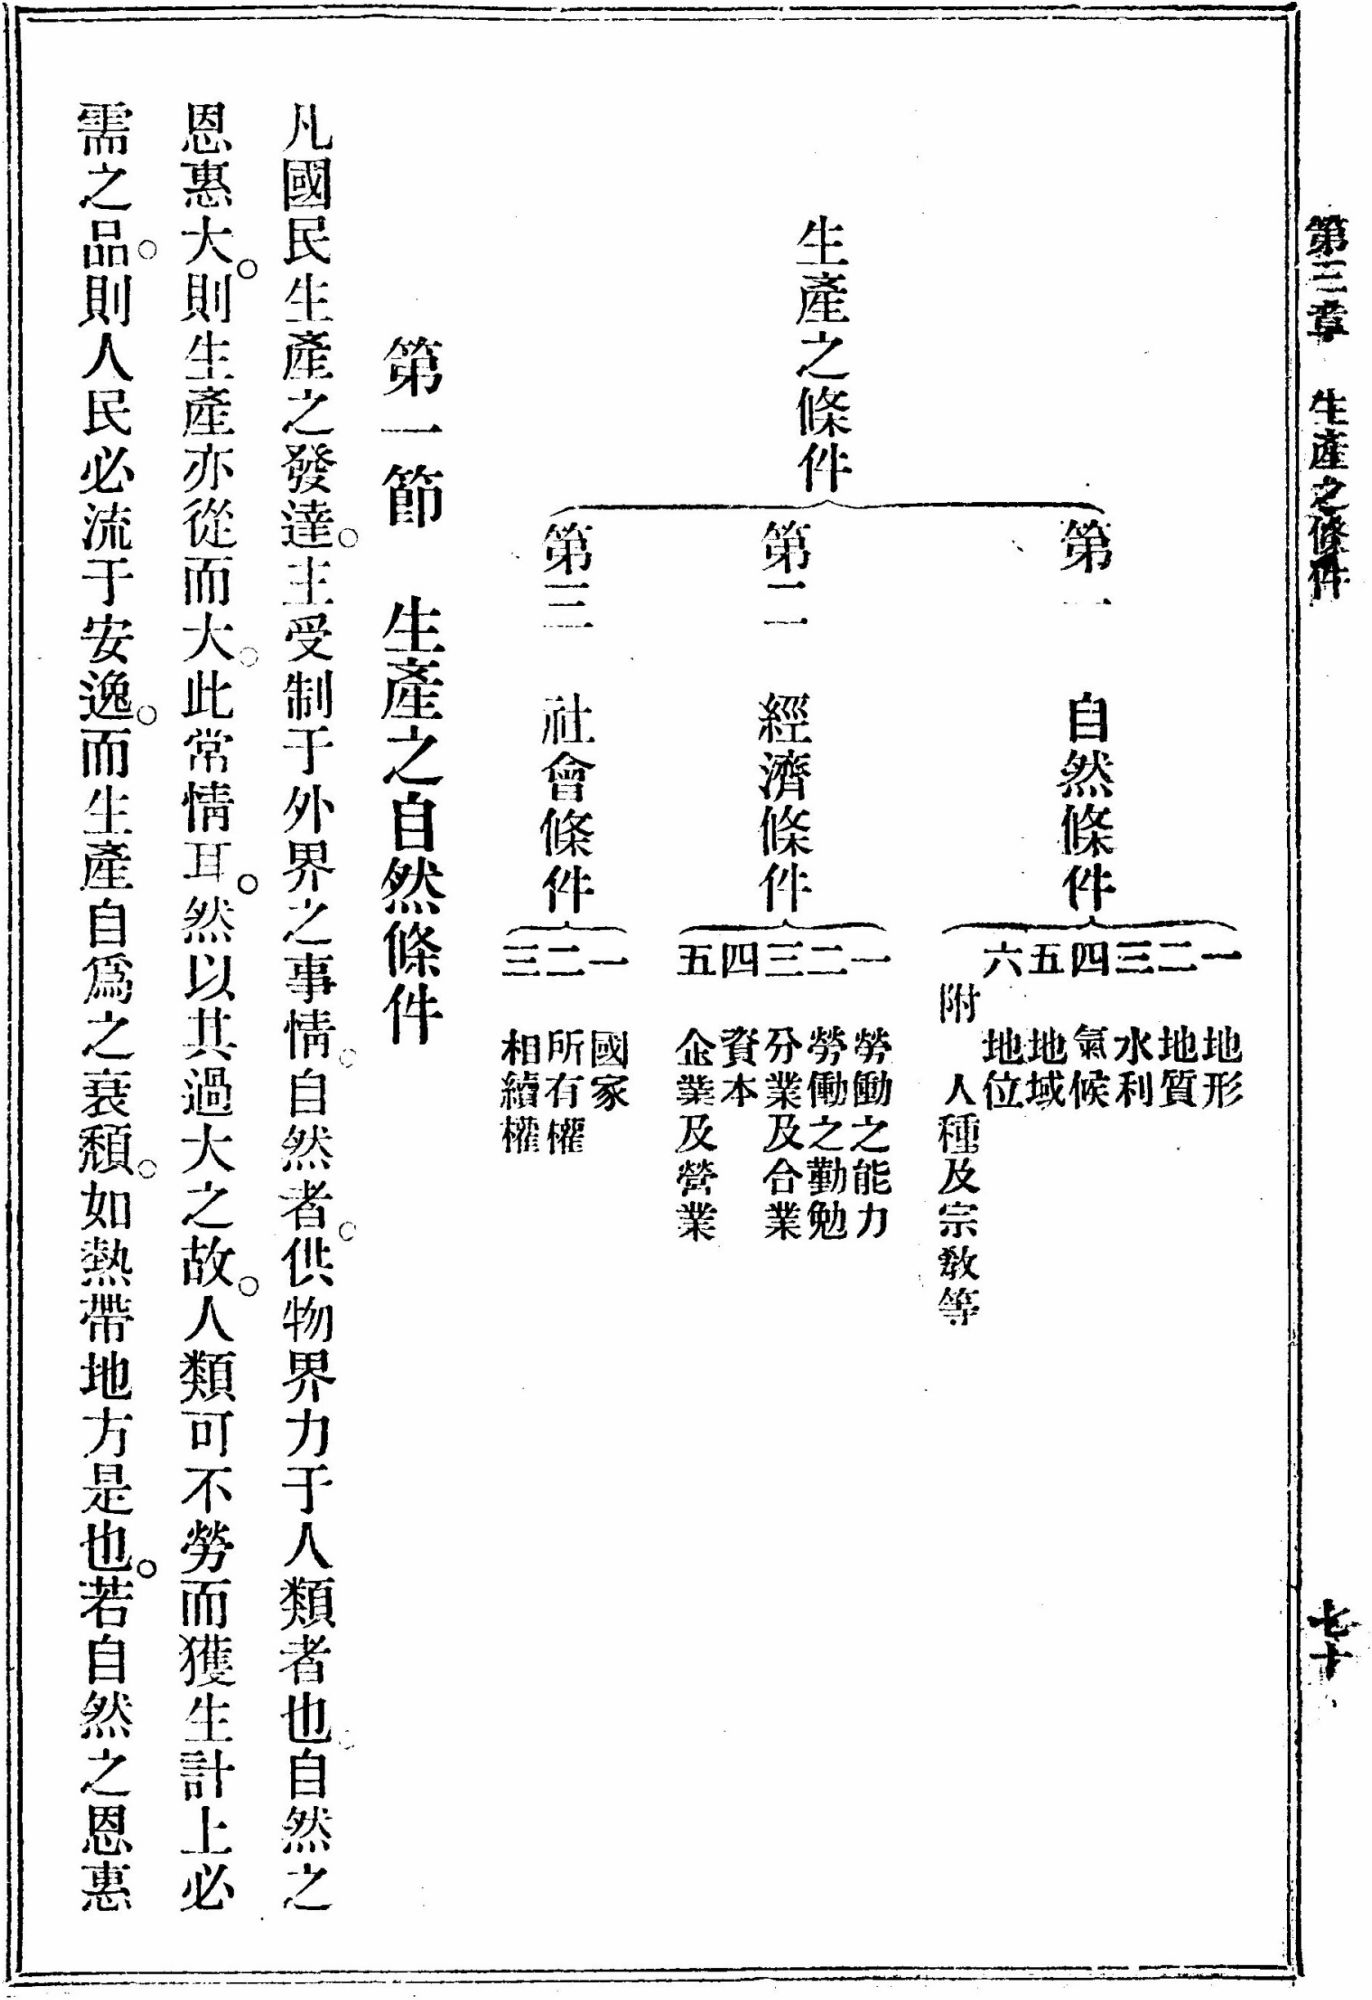 第三章　生產之條件
七十
生產之條件
第一　自然條件
一　地形
二　地質
三　水利
四　氣候
五　地域
六　地位
附　人種及宗教等
第二　經濟條件
一　勞働之能力
二　勞働之勤勉
三　分業及合業
四　資本
五　企業及營業
第三　社會條件
一　國家
二　所有權
三　相續權
第一節　生產之自然條件
凡國民生產之發達。主受制于外界之事情。自然者。供物界力于人類者也。自然之
恩惠大。則生產亦從而大。此常情耳。然以其過大之故。人類可不勞而獲生計上必
需之品。則人民必流于安逸。而生產自爲之衰頹。如熱帶地方是也。若自然之恩惠